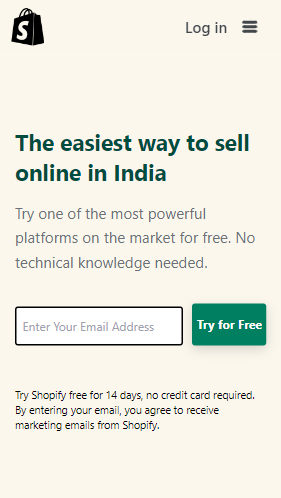 S
Log in
The easiest way to sell
online in India
Try one of the most powerful
platforms on the market for free. No
technical knowledge needed.
Enter Your Email Address
Try for Free
Try Shopify free for 14 days, no credit card required.
By entering your email, you agree to receive
marketing emails from Shopify.